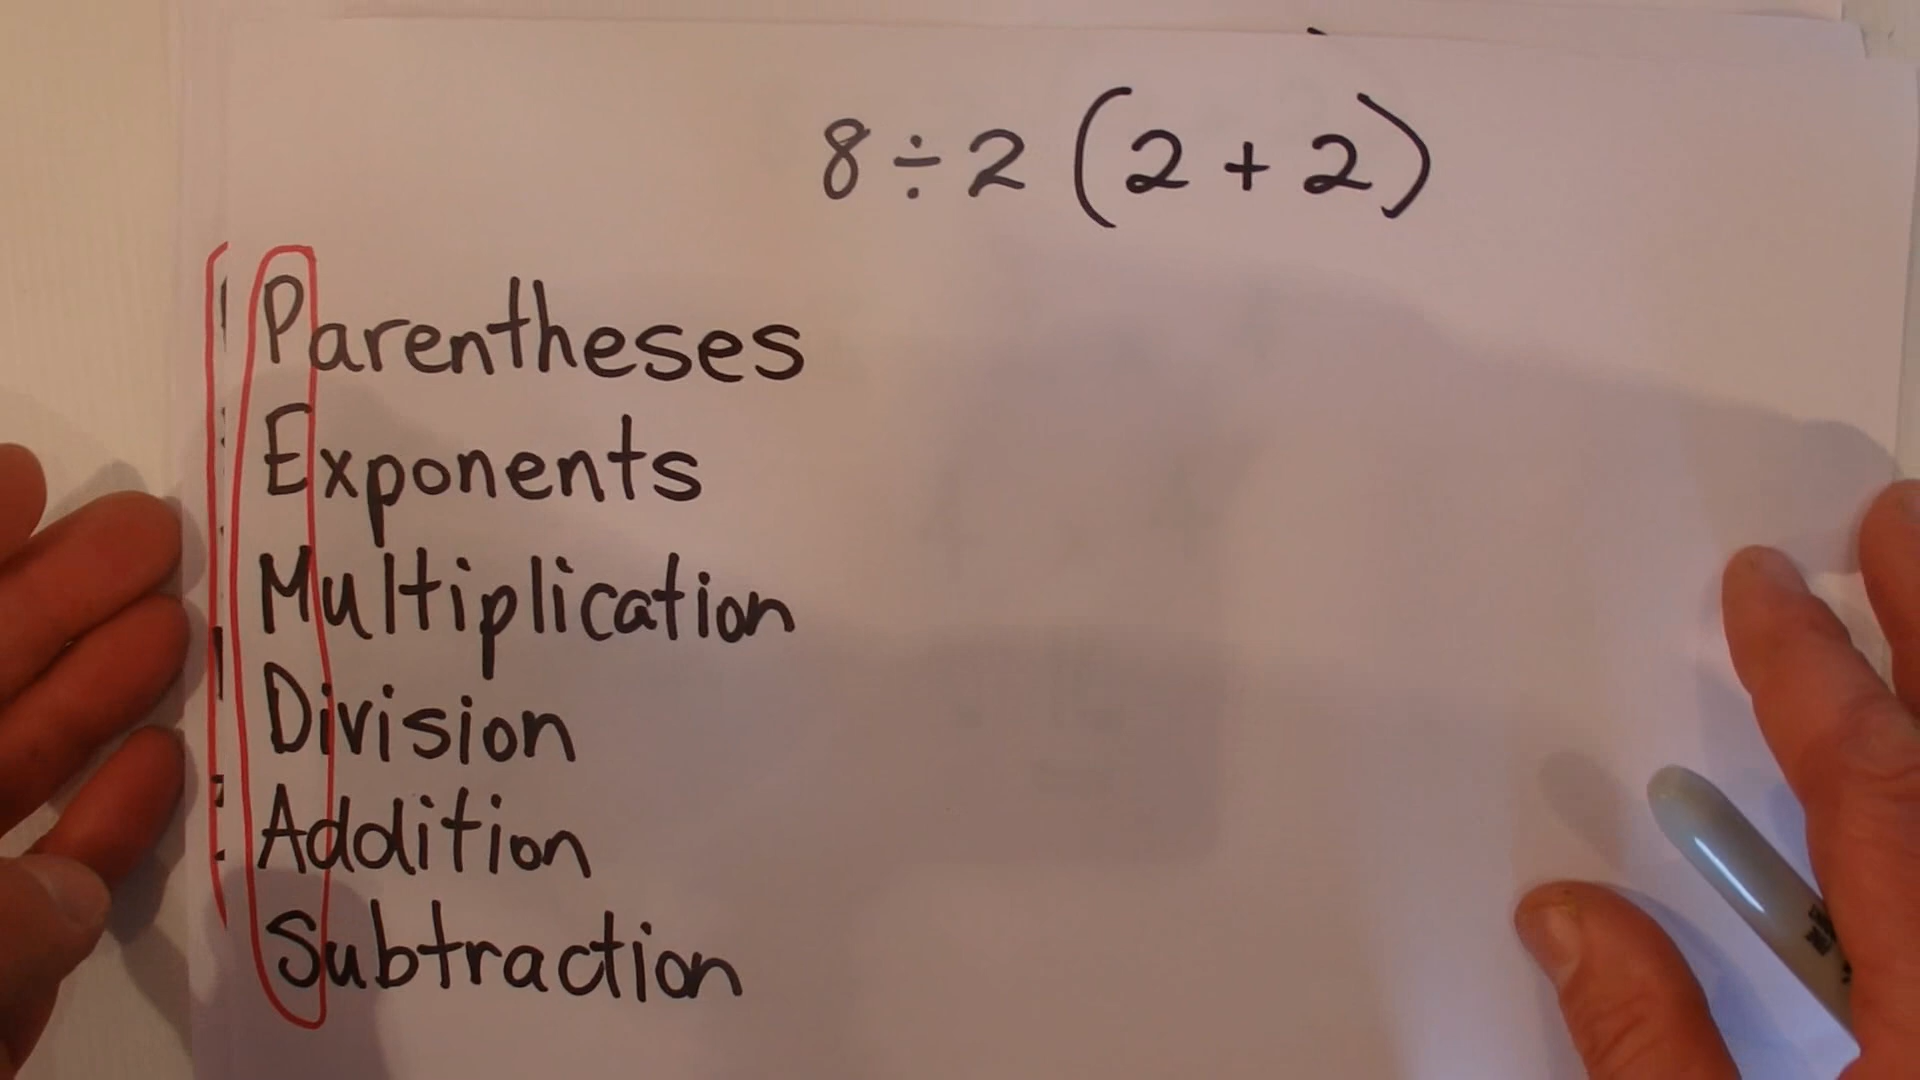 8 ÷ 2 (2 + 2)
Parentheses
Exponents
Multiplication
Division
Addition
Subtraction